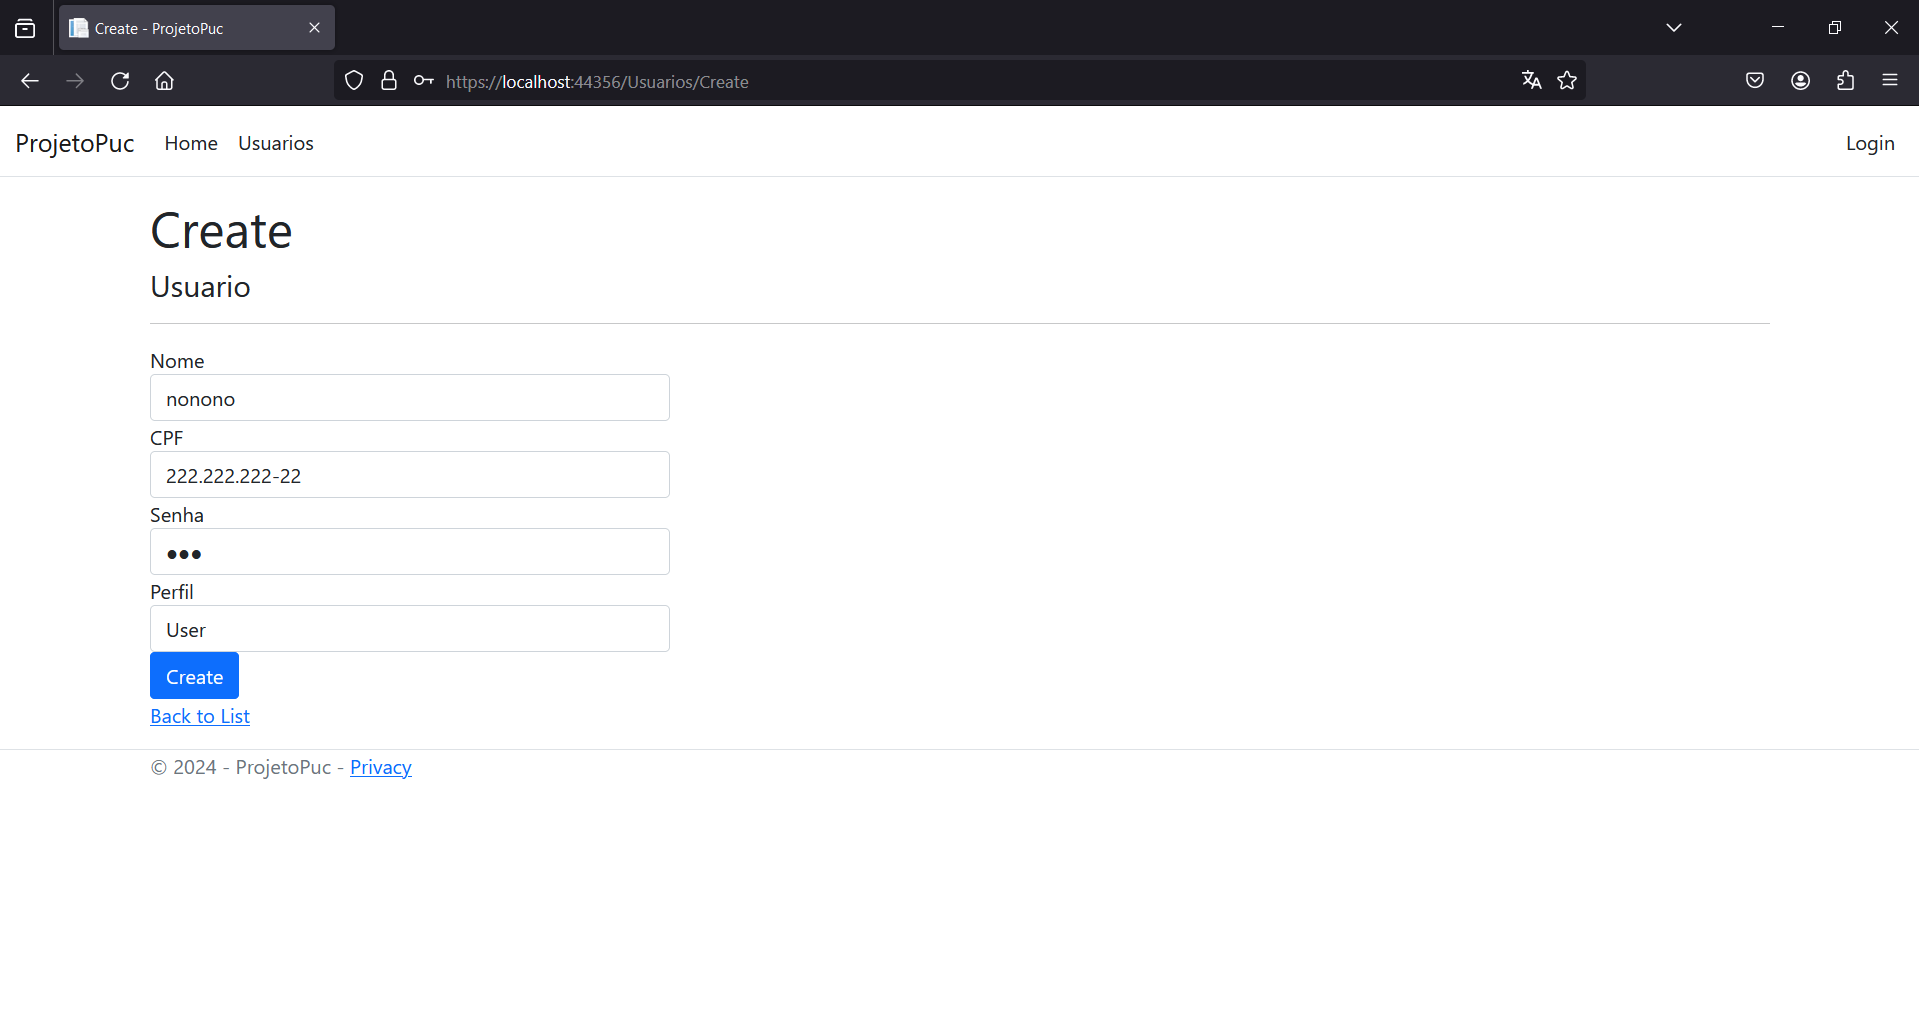 Create - ProjetoPuc
https://localhost:44356/Usuarios/Create
ProjetoPuc Home Usuarios Login
Create
Usuario
Nome
nonono
CPF
222.222.222-22
Senha
●●●
Perfil
User
Create
Back to List
© 2024 - ProjetoPuc - Privacy